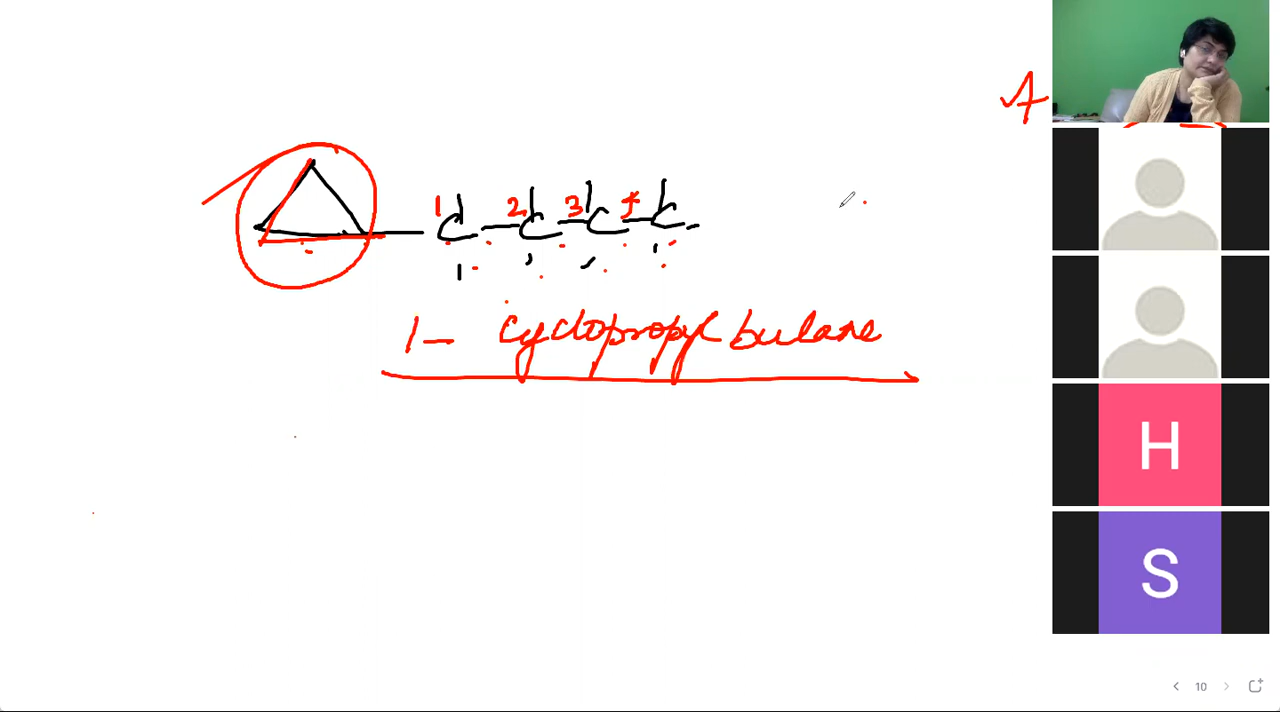 1 2 3 4
C - C - C - C -
1- cyclopropyl butane
H
S
10